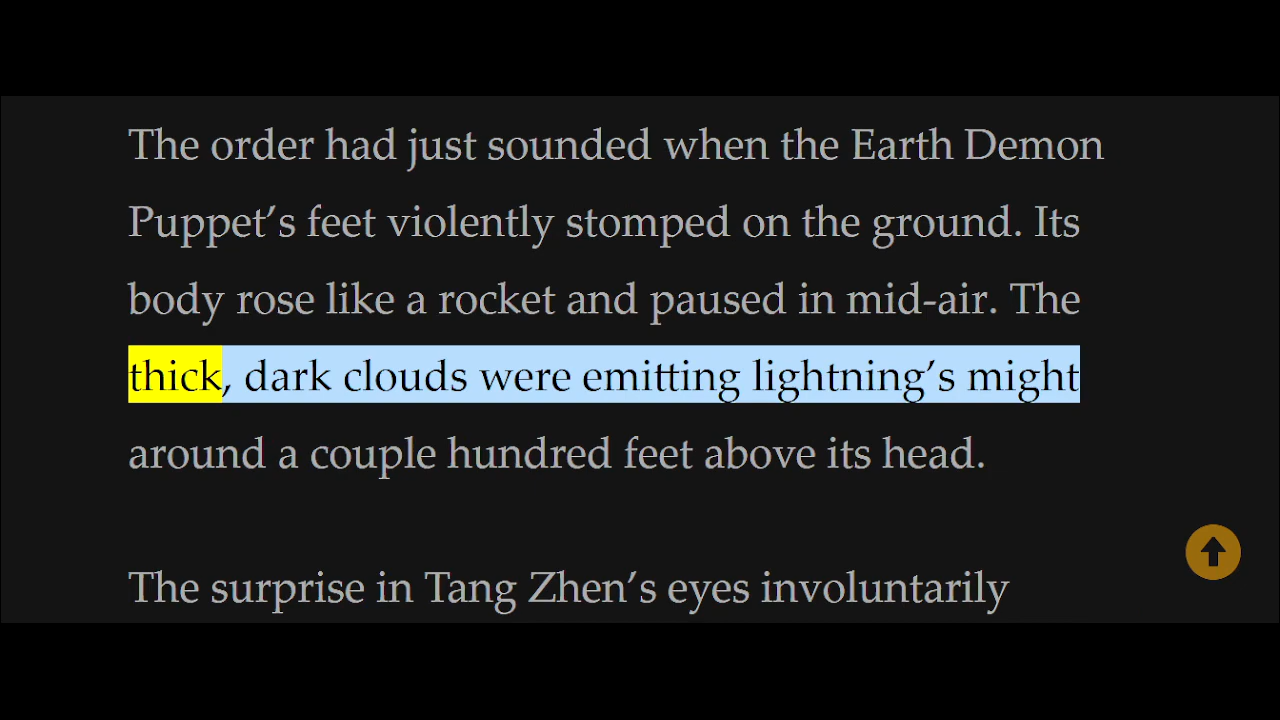 The order had just sounded when the Earth Demon
Puppet’s feet violently stomped on the ground. Its
body rose like a rocket and paused in mid-air. The
thick, dark clouds were emitting lightning’s might
around a couple hundred feet above its head.
The surprise in Tang Zhen’s eyes involuntarily